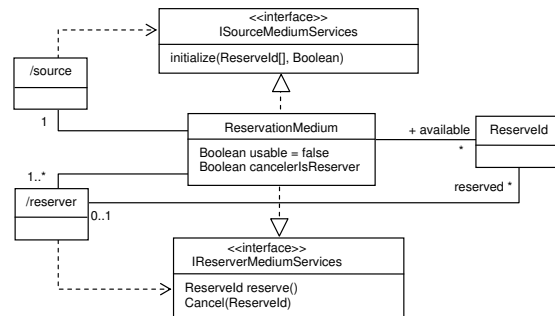 <<interface>>
ISourceMediumServices
initialize(ReserveId[], Boolean)
/source
1
ReservationMedium
Boolean usable = false
Boolean cancelerIsReserver
+ available
*
ReserveId
1..*
/reserver
0..1
reserved *
<<interface>>
IReserverMediumServices
ReserveId reserve()
Cancel(ReserveId)